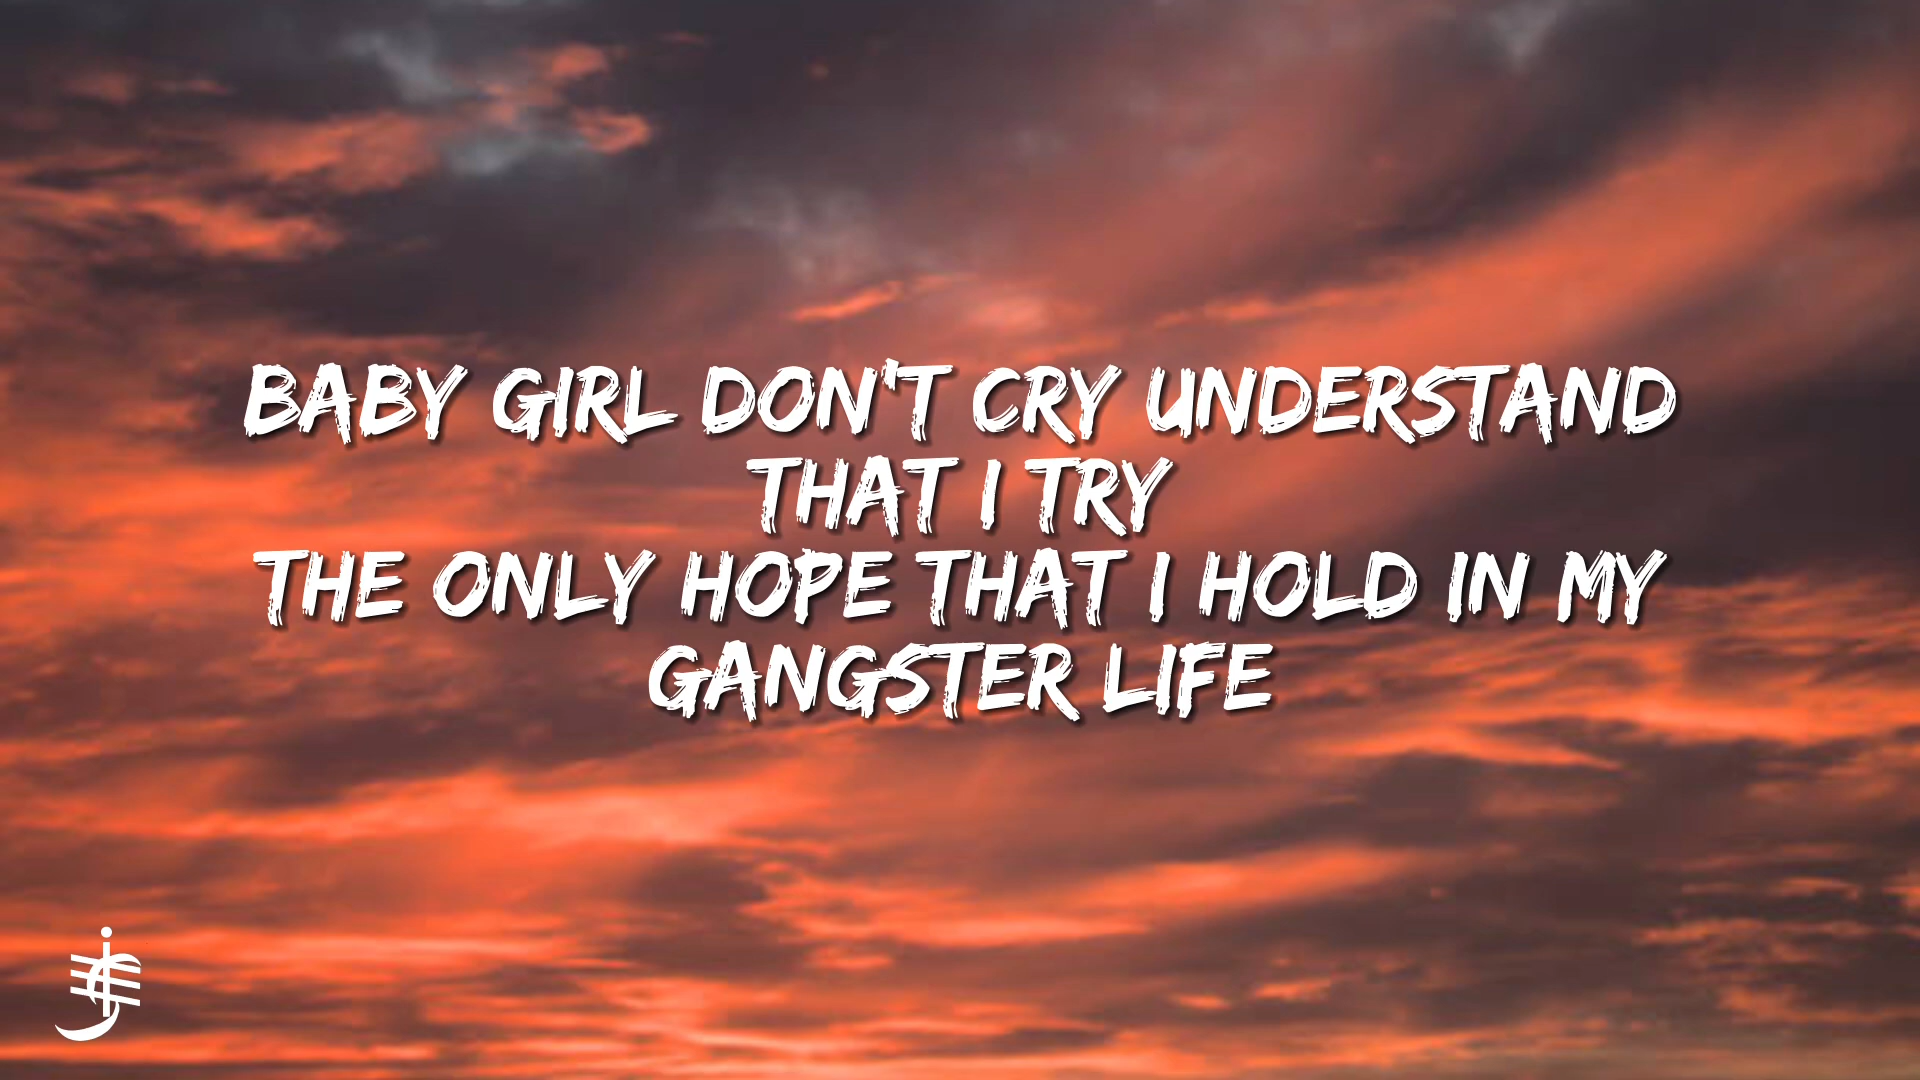 BABY GIRL DON'T CRY UNDERSTAND
THAT I TRY
THE ONLY HOPE THAT I HOLD IN MY
GANGSTER LIFE